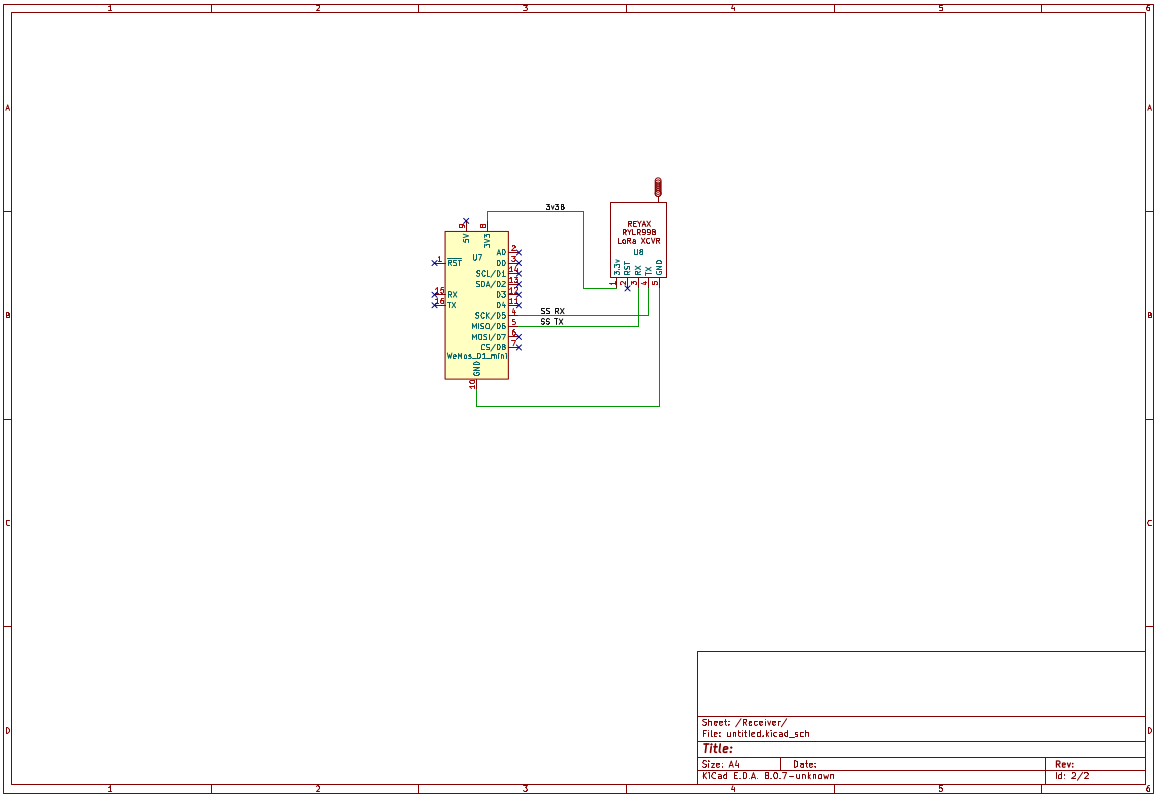 1 2 3 4 5 6
A A
3v3B
REYAX
RYLR998
LoRa XCVR
U8
3.3v RST RX TX GND
1 2 3 4 5
9 8
5V 3V3
U7
1 RST
15 RX
16 TX
A0 2
D0 3
SCL/D1 14
SDA/D2 13
D3 12
D4 11
SCK/D5 4 SS RX
MISO/D6 5 SS TX
MOSI/D7 6
CS/D8 7
WeMos_D1_mini
GND
10
B B
C C
D D
Sheet: /Receiver/
File: untitled.kicad_sch
Title:
Size: A4 Date: Rev:
KiCad E.D.A. 8.0.7-unknown Id: 2/2
1 2 3 4 5 6